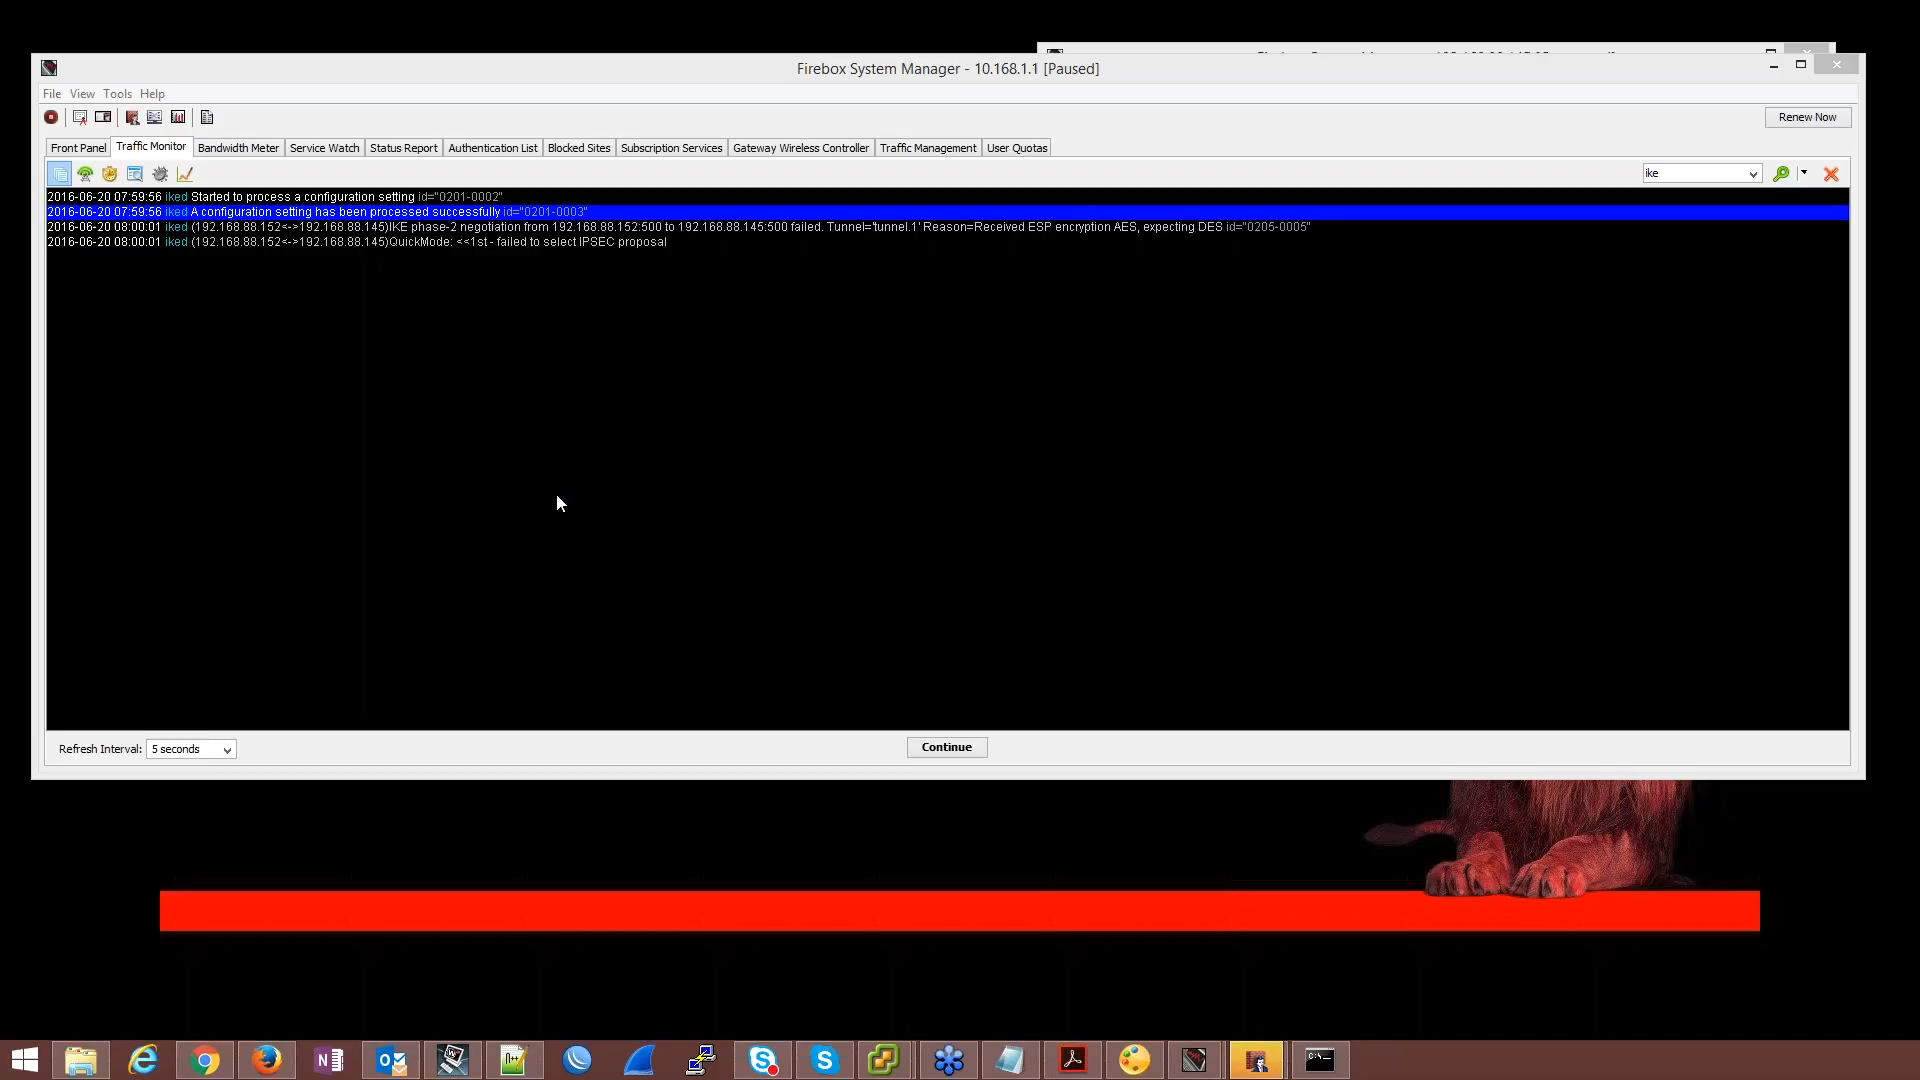 Firebox System Manager - 10.168.1.1 [Paused]
File View Tools Help
Renew Now
Front Panel Traffic Monitor Bandwidth Meter Service Watch Status Report Authentication List Blocked Sites Subscription Services Gateway Wireless Controller Traffic Management User Quotas
ike
2016-06-20 07:59:56 iked Started to process a configuration setting id="0201-0002"
2016-06-20 07:59:56 iked A configuration setting has been processed successfully id="0201-0003"
2016-06-20 08:00:01 iked (192.168.88.152<->192.168.88.145)IKE phase-2 negotiation from 192.168.88.152:500 to 192.168.88.145:500 failed. Tunnel='tunnel.1' Reason=Received ESP encryption AES, expecting DES id="0205-0005"
2016-06-20 08:00:01 iked (192.168.88.152<->192.168.88.145)QuickMode: <<1st - failed to select IPSEC proposal
Refresh Interval: 5 seconds
Continue